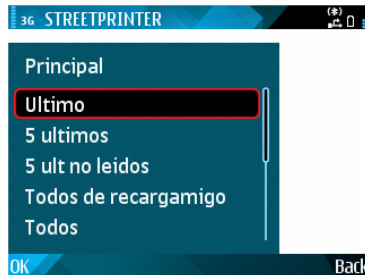 3G STREETPRINTER
Principal
Ultimo
5 ultimos
5 ult no leidos
Todos de recargamigo
Todos
OK Back